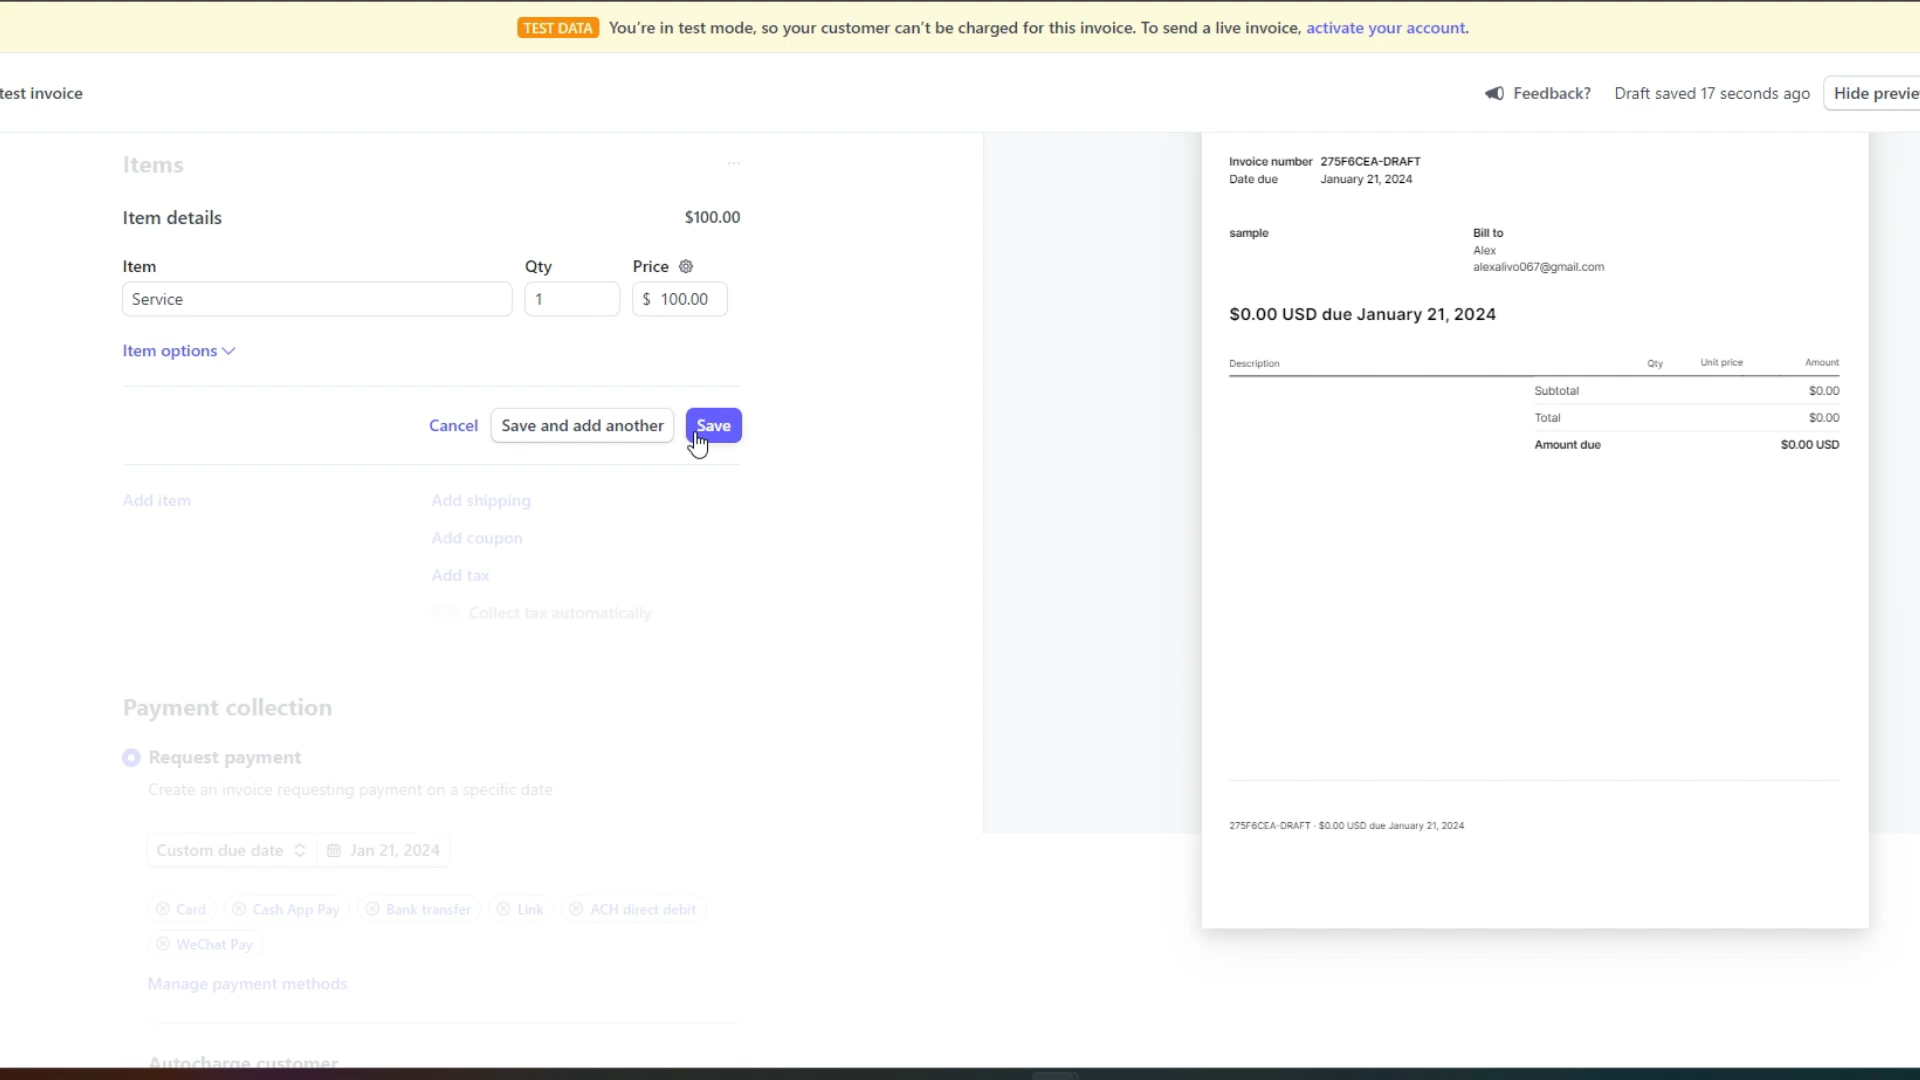 TEST DATA You're in test mode, so your customer can't be charged for this invoice. To send a live invoice, activate your account.
test invoice
Feedback? Draft saved 17 seconds ago Hide previe
Items
Item details $100.00
Item Qty Price
Service 1 $ 100.00
Item options
Cancel Save and add another Save
Add item Add shipping
Add coupon
Add tax
Collect tax automatically
Payment collection
Request payment
Create an invoice requesting payment on a specific date
Custom due date Jan 21, 2024
Card Cash App Pay Bank transfer Link ACH direct debit
WeChat Pay
Manage payment methods
Autocharge customer
Invoice number 275F6CEA-DRAFT
Date due January 21, 2024
sample Bill to
Alex
alexalivo067@gmail.com
$0.00 USD due January 21, 2024
Description Qty Unit price Amount
Subtotal $0.00
Total $0.00
Amount due $0.00 USD
275F6CEA-DRAFT · $0.00 USD due January 21, 2024